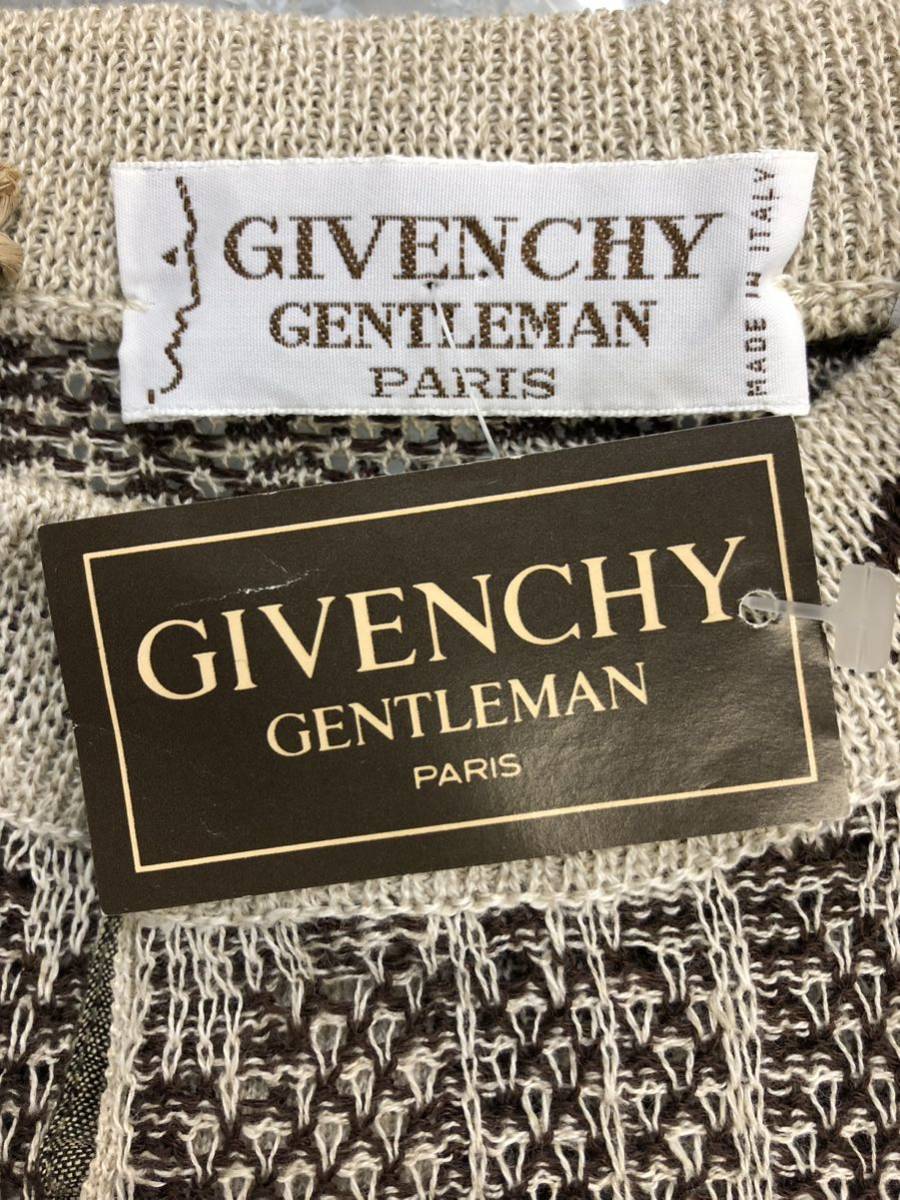 GIVENCHY
GENTLEMAN
PARIS
MADE IN ITALY
GIVENCHY
GENTLEMAN
PARIS